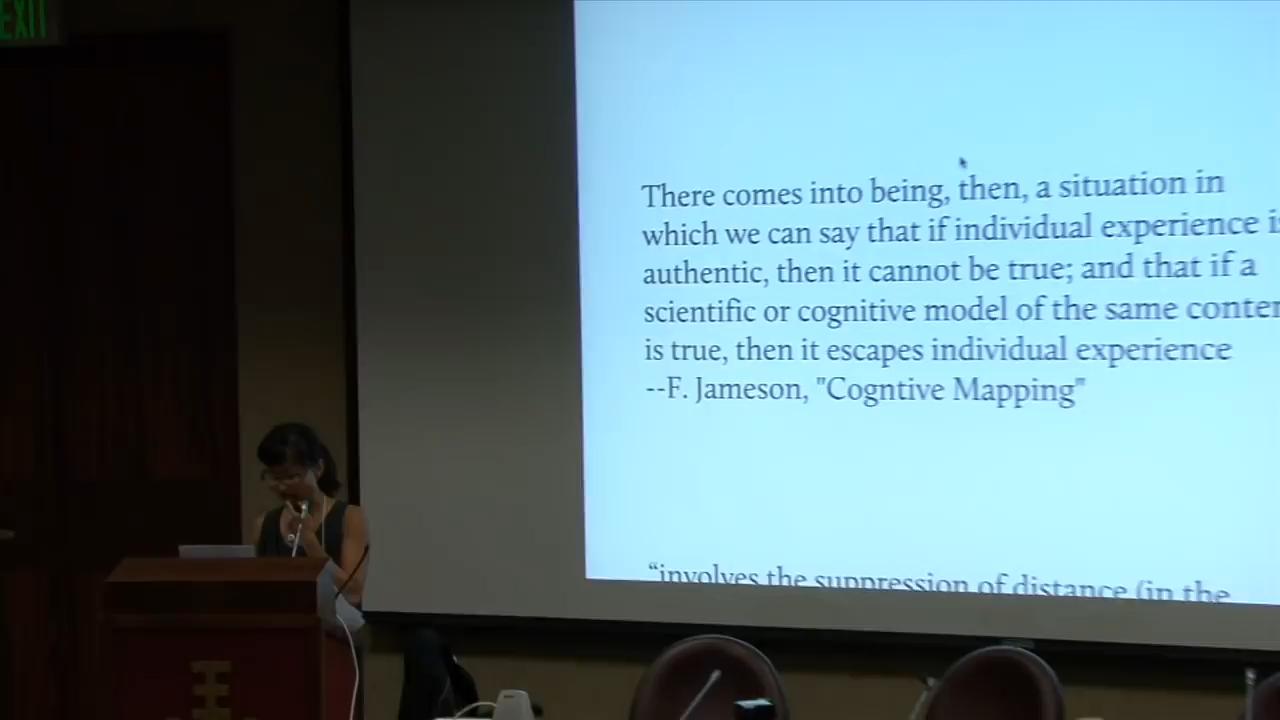 EXIT
There comes into being, then, a situation in
which we can say that if individual experience i
authentic, then it cannot be true; and that if a
scientific or cognitive model of the same conten
is true, then it escapes individual experience
--F. Jameson, "Cogntive Mapping"
“involves the suppression of distance (in the